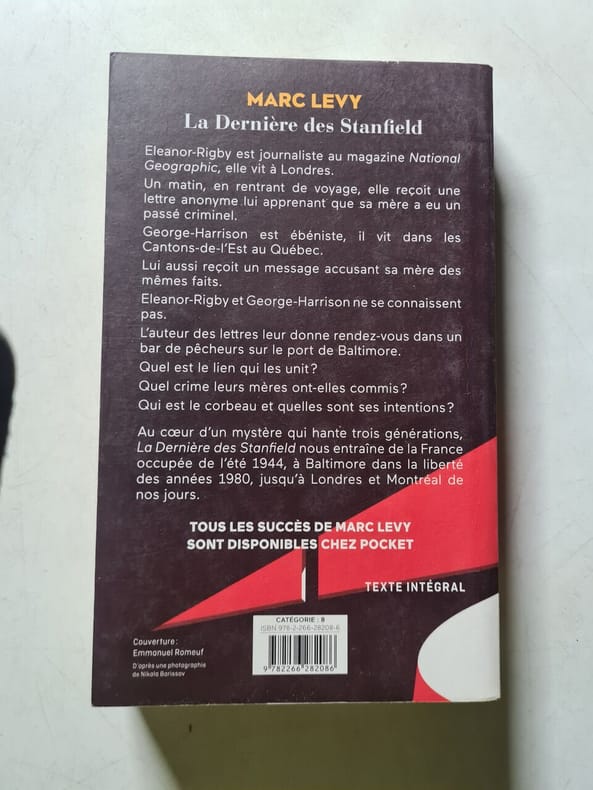 MARC LEVY
La Dernière des Stanfield
Eleanor-Rigby est journaliste au magazine National
Geographic, elle vit à Londres.
Un matin, en rentrant de voyage, elle reçoit une
lettre anonyme lui apprenant que sa mère a eu un
passé criminel.
George-Harrison est ébéniste, il vit dans les
Cantons-de-l'Est au Québec.
Lui aussi reçoit un message accusant sa mère des
mêmes faits.
Eleanor-Rigby et George-Harrison ne se connaissent
pas.
L'auteur des lettres leur donne rendez-vous dans un
bar de pêcheurs sur le port de Baltimore.
Quel est le lien qui les unit ?
Quel crime leurs mères ont-elles commis ?
Qui est le corbeau et quelles sont ses intentions ?
Au cœur d'un mystère qui hante trois générations,
La Dernière des Stanfield nous entraîne de la France
occupée de l'été 1944, à Baltimore dans la liberté
des années 1980, jusqu'à Londres et Montréal de
nos jours.
TOUS LES SUCCÈS DE MARC LEVY
SONT DISPONIBLES CHEZ POCKET
TEXTE INTÉGRAL
CATÉGORIE : 8
ISBN 978-2-266-28208-6
9 782266 282086
Couverture :
Emmanuel Romeuf
D'après une photographie
de Nikola Borissov